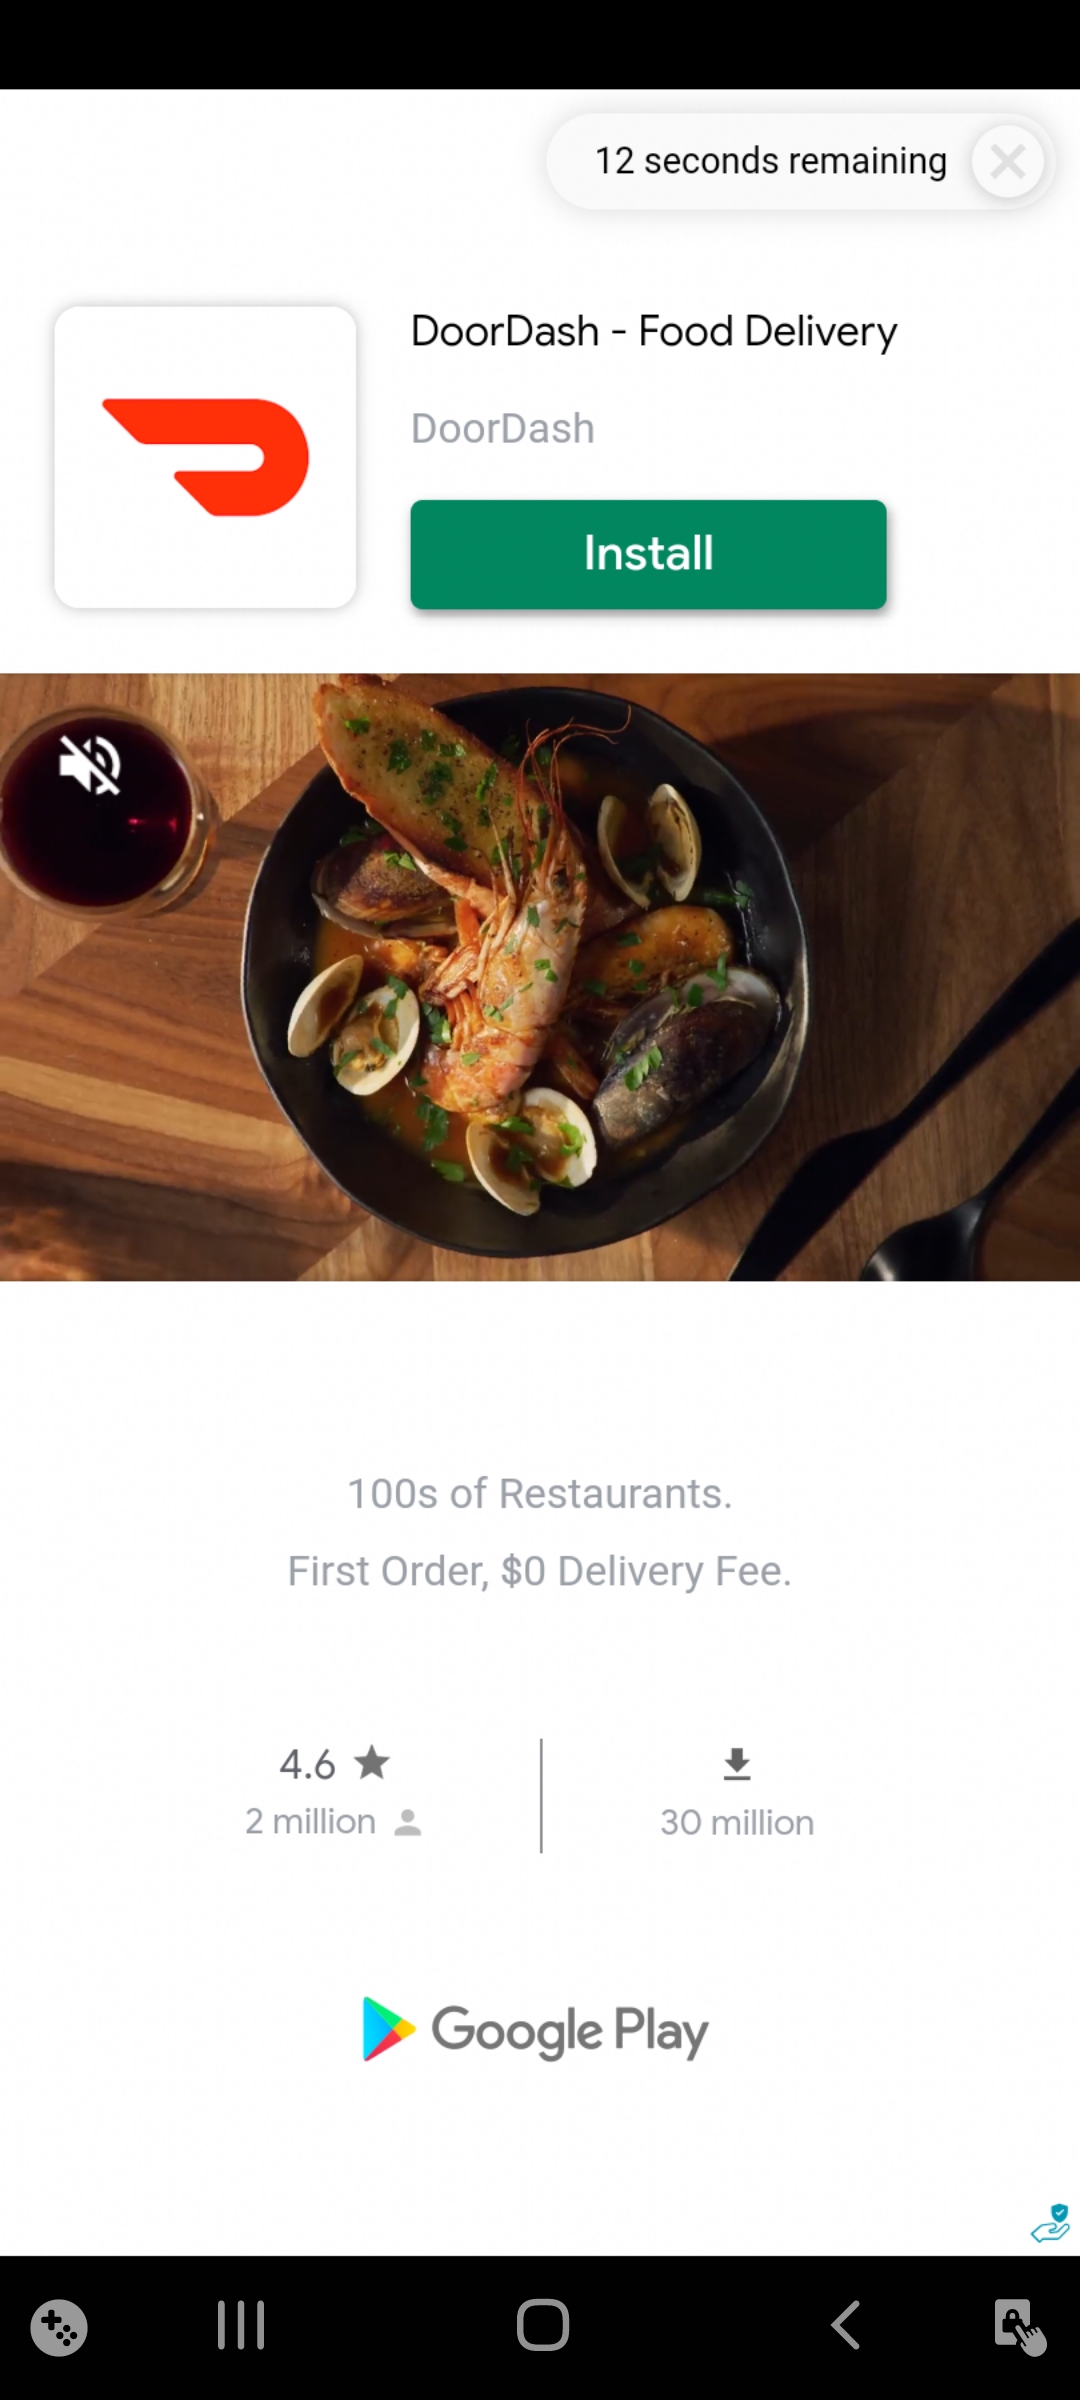 12 seconds remaining
DoorDash - Food Delivery
DoorDash
Install
100s of Restaurants.
First Order, $0 Delivery Fee.
4.6
2 million
30 million
Google Play